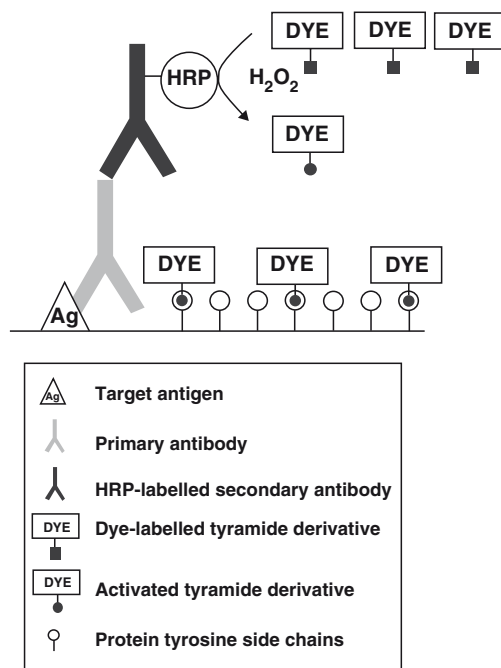 DYE DYE DYE
HRP
H₂O₂
DYE
DYE DYE DYE
Ag
Ag Target antigen
Primary antibody
HRP-labelled secondary antibody
DYE Dye-labelled tyramide derivative
DYE Activated tyramide derivative
Protein tyrosine side chains